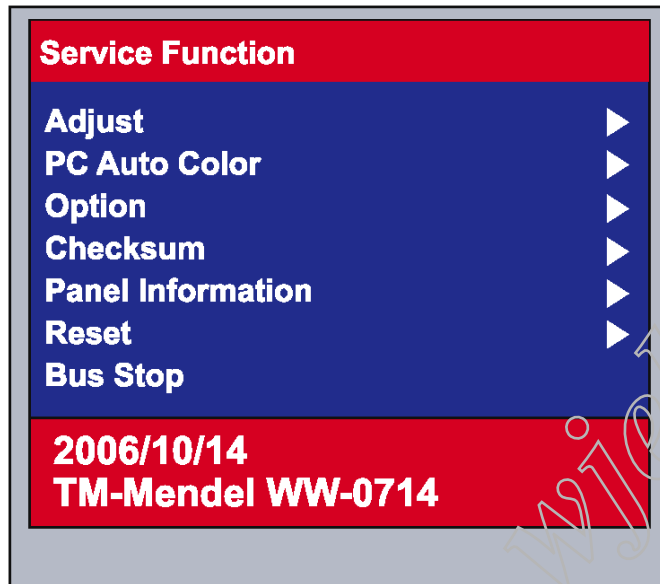 Service Function
Adjust
PC Auto Color
Option
Checksum
Panel Information
Reset
Bus Stop
2006/10/14
TM-Mendel WW-0714